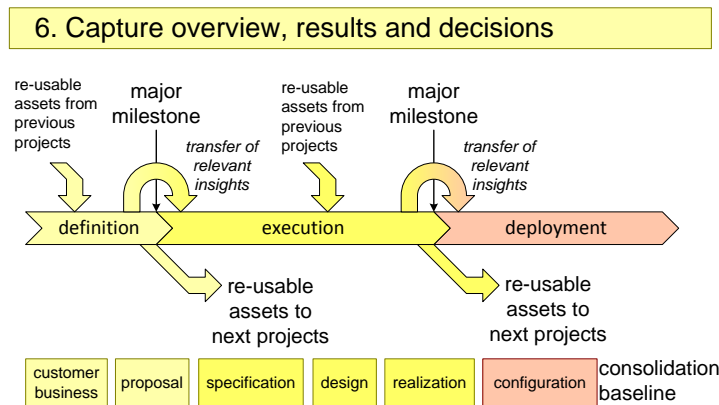 6. Capture overview, results and decisions
re-usable
assets from
previous
projects
major
milestone
transfer of
relevant
insights
re-usable
assets from
previous
projects
major
milestone
transfer of
relevant
insights
definition
execution
deployment
re-usable
assets to
next projects
re-usable
assets to
next projects
customer
business
proposal
specification
design
realization
configuration
consolidation
baseline